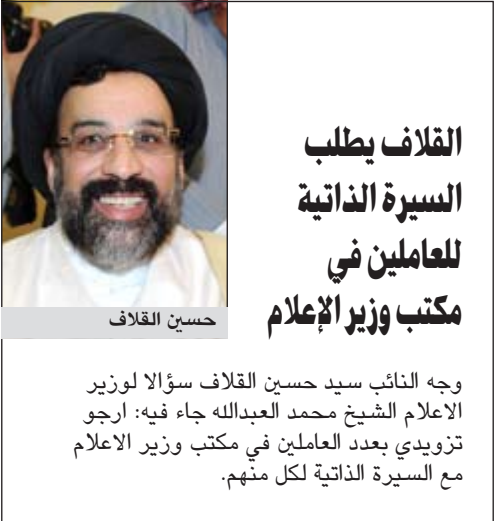 القلاف يطلب
السيرة الذاتية
للعاملين في
مكتب وزير الإعلام
حسين القلاف
وجه النائب سيد حسين القلاف سؤالا لوزير
الاعلام الشيخ محمد العبدالله جاء فيه: ارجو
تزويدي بعدد العاملين في مكتب وزير الاعلام
مع السيرة الذاتية لكل منهم.